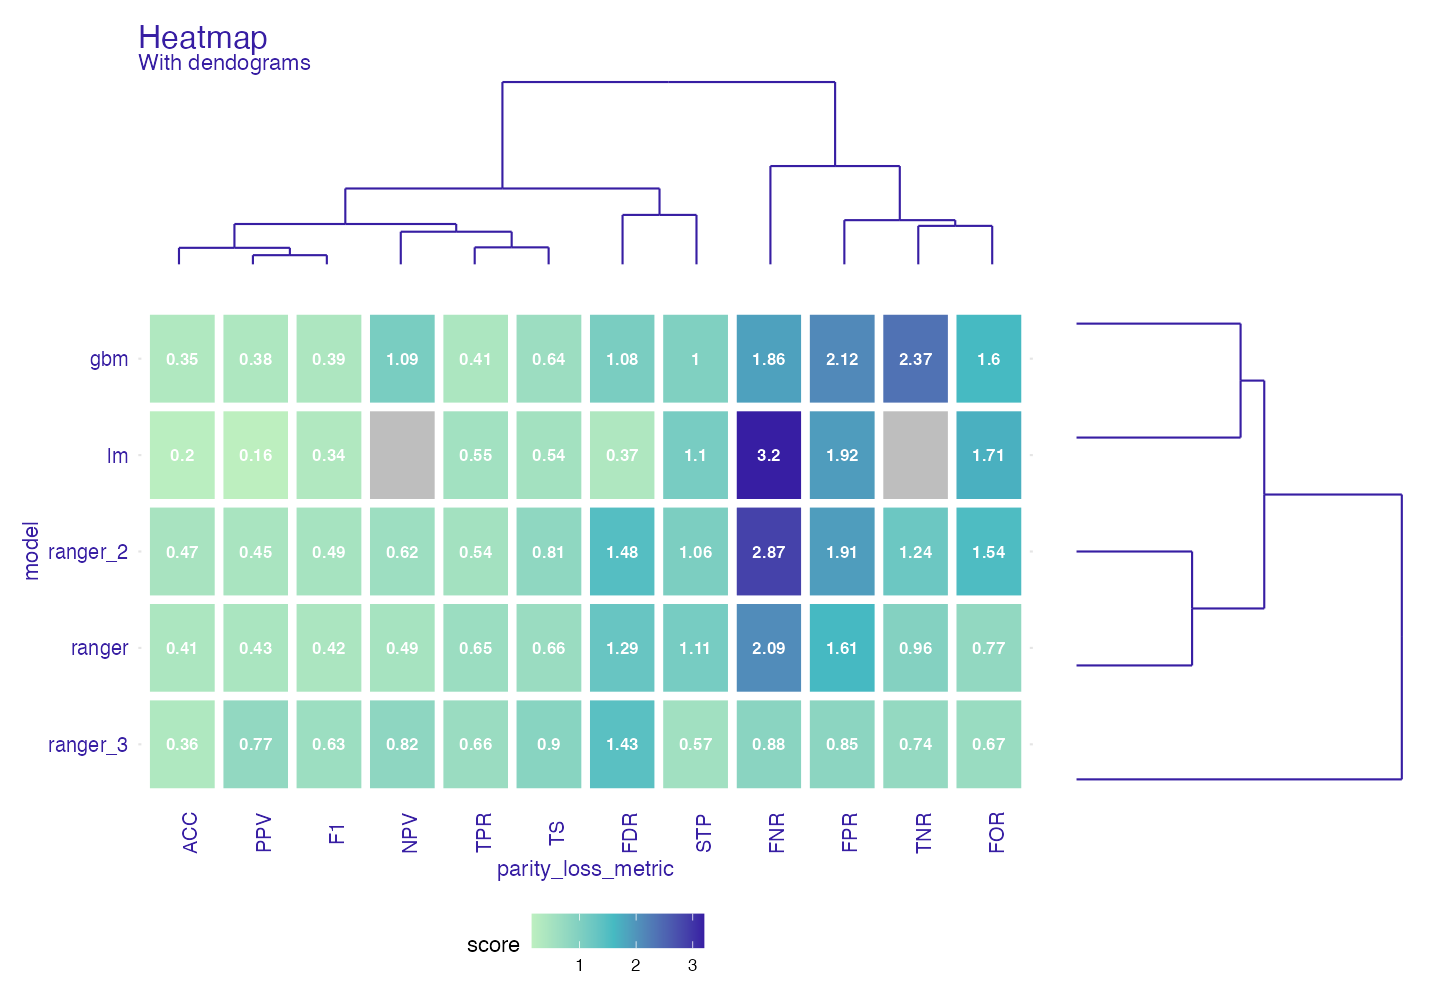 Heatmap
With dendograms
gbm 0.35 0.38 0.39 1.09 0.41 0.64 1.08 1 1.86 2.12 2.37 1.6
lm 0.2 0.16 0.34 0.55 0.54 0.37 1.1 3.2 1.92 1.71
ranger_2 0.47 0.45 0.49 0.62 0.54 0.81 1.48 1.06 2.87 1.91 1.24 1.54
ranger 0.41 0.43 0.42 0.49 0.65 0.66 1.29 1.11 2.09 1.61 0.96 0.77
ranger_3 0.36 0.77 0.63 0.82 0.66 0.9 1.43 0.57 0.88 0.85 0.74 0.67
model
ACC PPV F1 NPV TPR TS FDR STP FNR FPR TNR FOR
parity_loss_metric
score
1 2 3